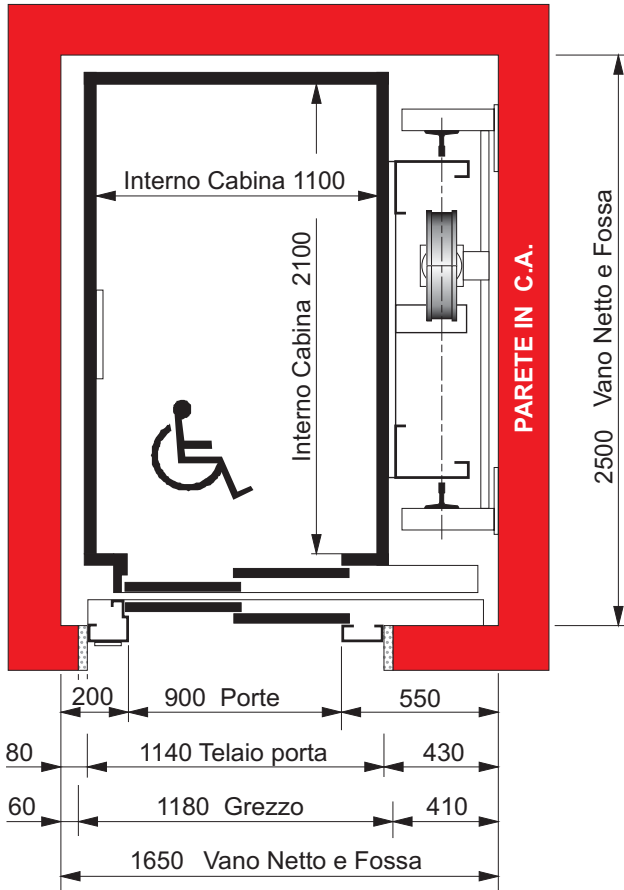 Interno Cabina 1100
Interno Cabina 2100
PARETE IN C.A.
2500 Vano Netto e Fossa
200
900 Porte
550
80
1140 Telaio porta
430
60
1180 Grezzo
410
1650 Vano Netto e Fossa